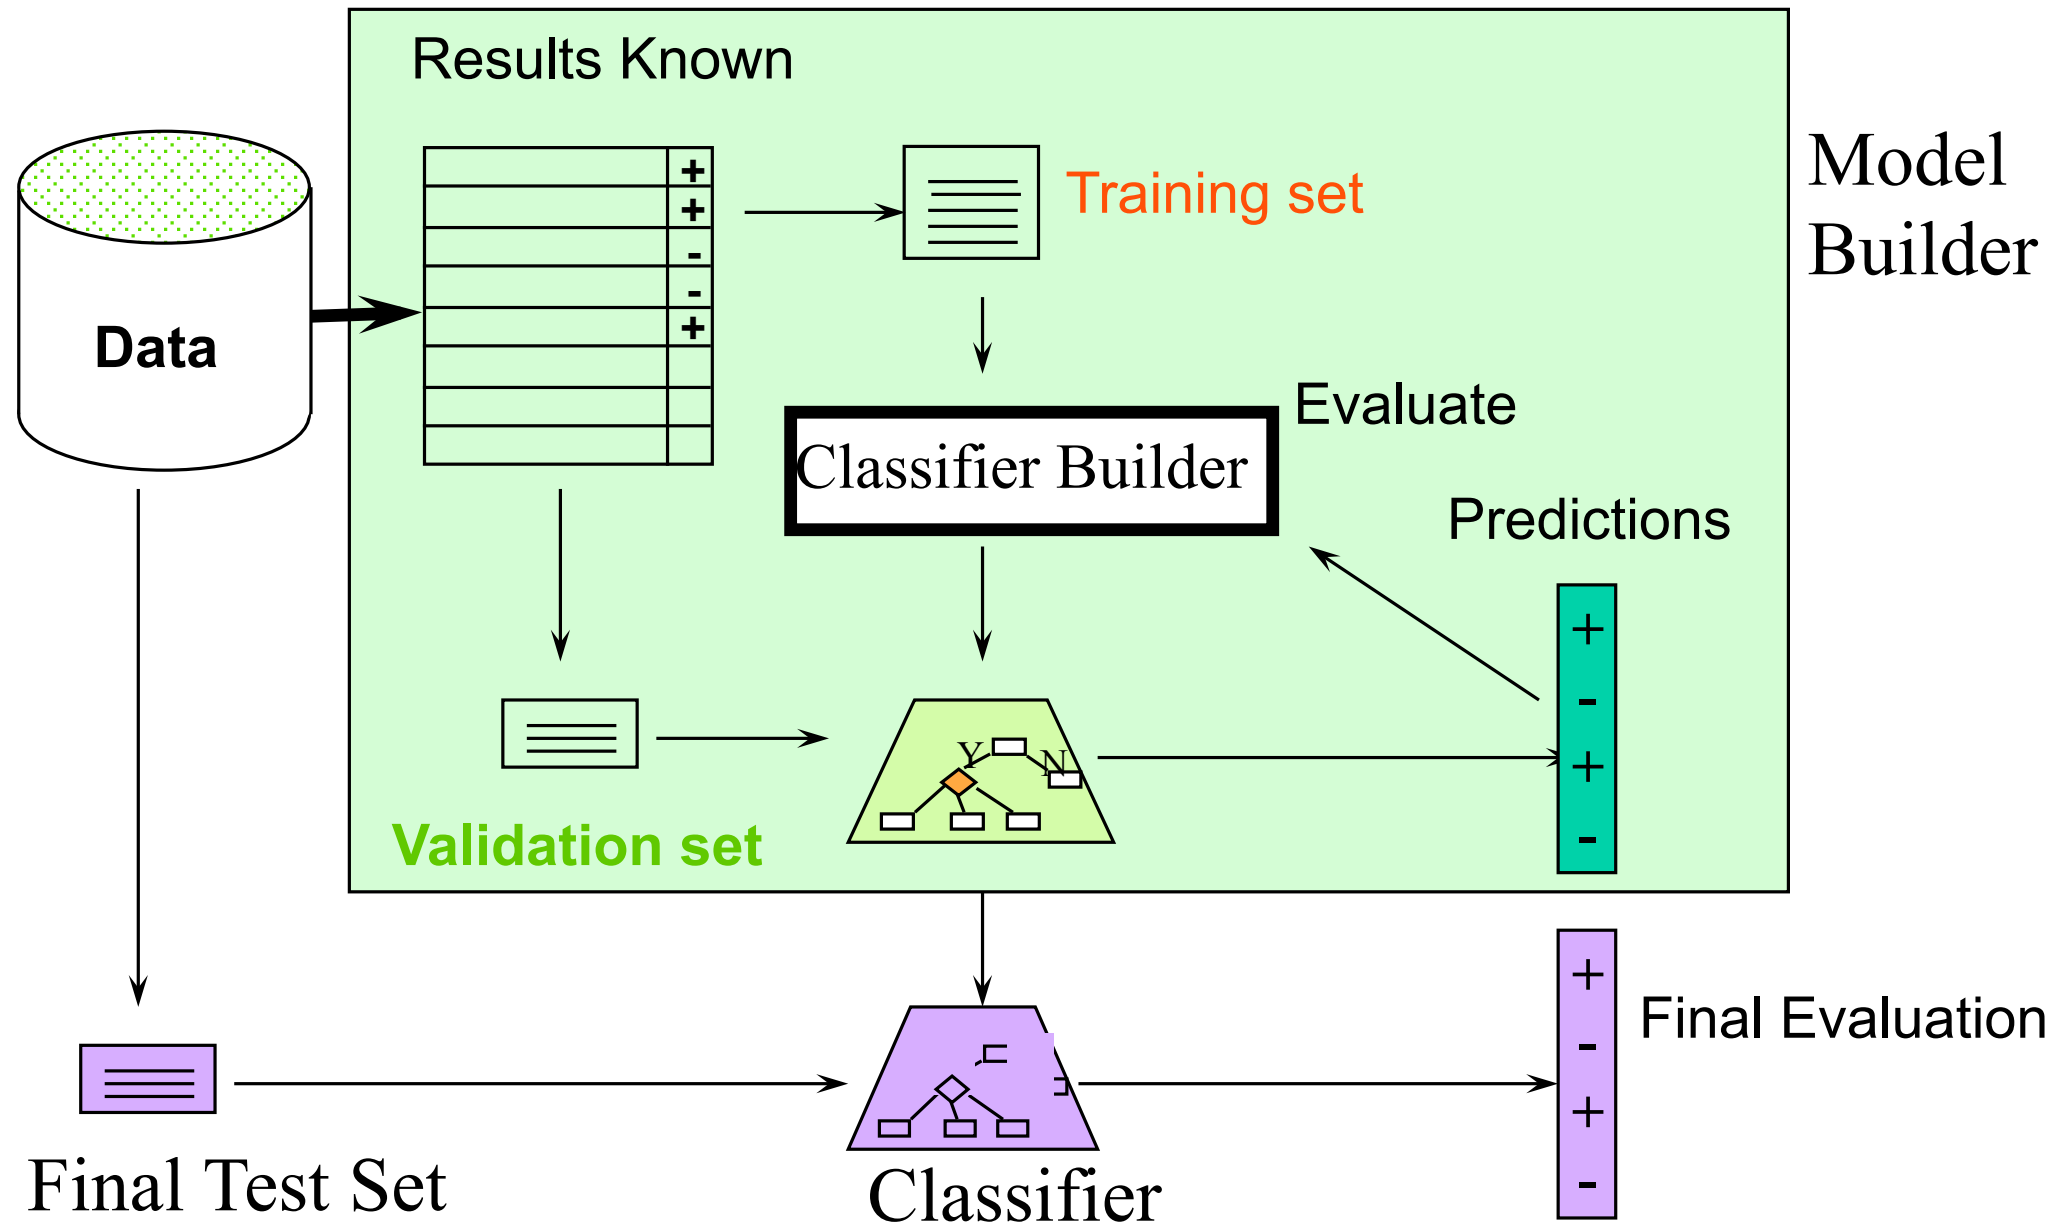 Results Known
Model
Builder
+
+
-
-
+
Training set
Data
Evaluate
Classifier Builder
Predictions
+
-
+
-
Y N
Validation set
+
-
+
-
Final Evaluation
Final Test Set
Classifier